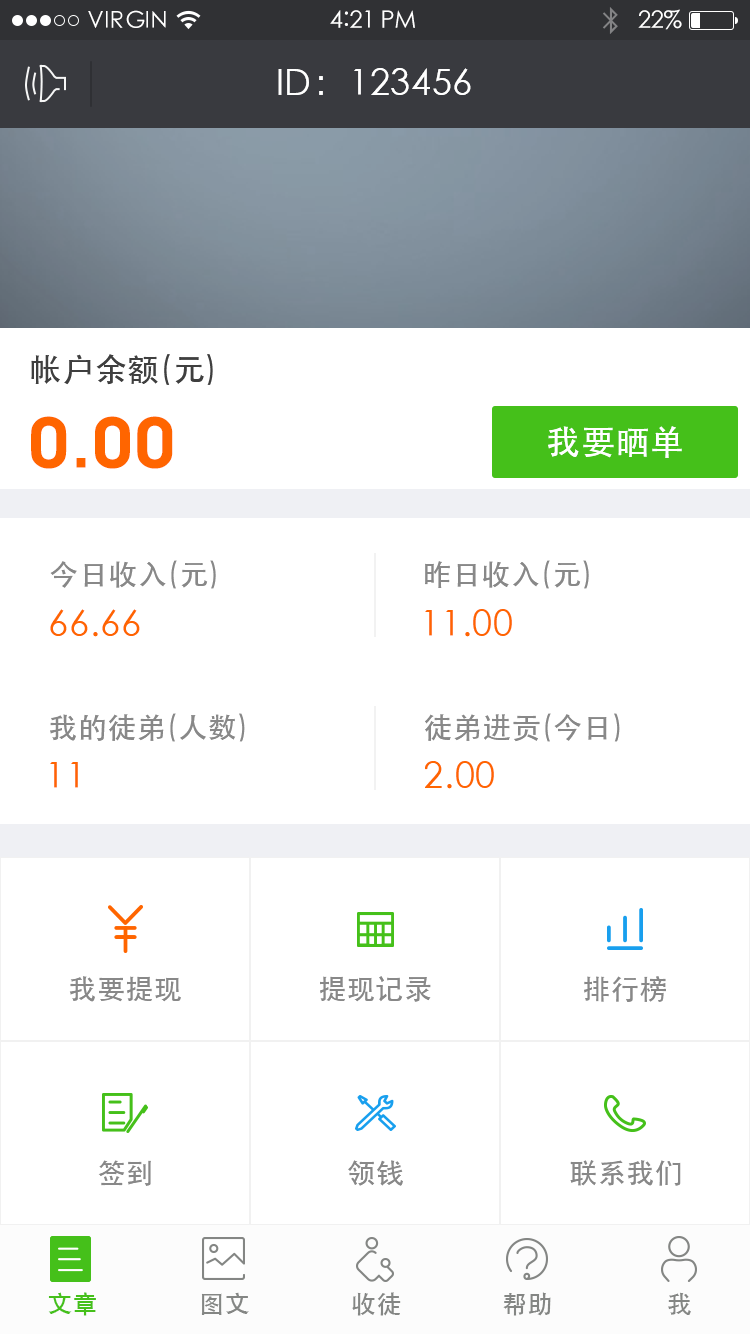 VIRGIN 4:21 PM 22%
ID： 123456
帐户余额(元)
0.00
我要晒单
今日收入(元) 昨日收入(元)
66.66 11.00
我的徒弟(人数) 徒弟进贡(今日)
11 2.00
我要提现 提现记录 排行榜
签到 领钱 联系我们
文章 图文 收徒 帮助 我